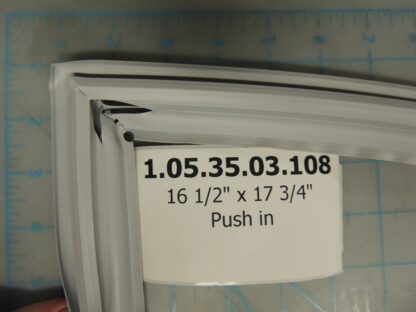 1.05.35.03.108
16 1/2" x 17 3/4"
Push in